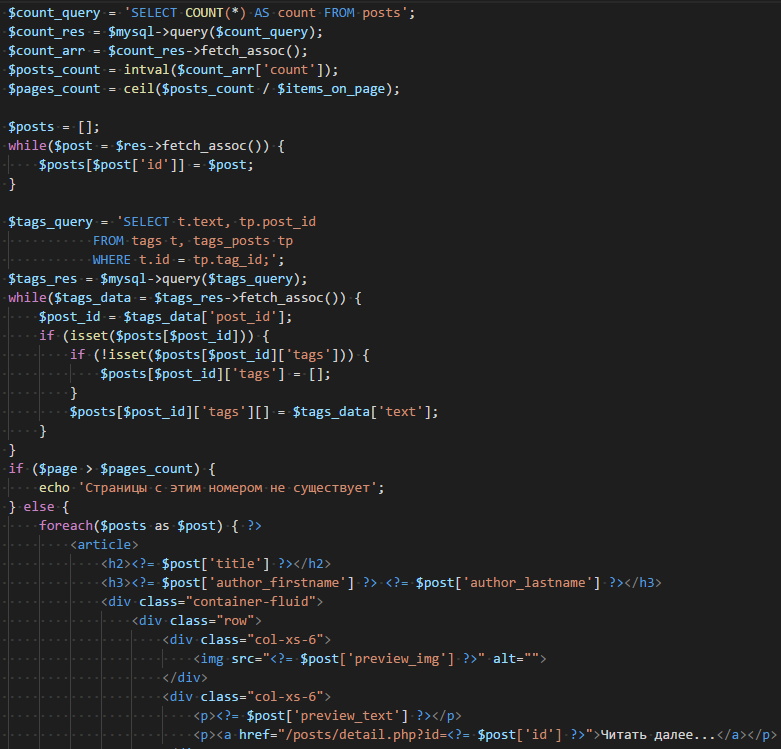 $count_query = 'SELECT COUNT(*) AS count FROM posts';
$count_res = $mysql->query($count_query);
$count_arr = $count_res->fetch_assoc();
$posts_count = intval($count_arr['count']);
$pages_count = ceil($posts_count / $items_on_page);

$posts = [];
while($post = $res->fetch_assoc()) {
    $posts[$post['id']] = $post;
}

$tags_query = 'SELECT t.text, tp.post_id
           FROM tags t, tags_posts tp
           WHERE t.id = tp.tag_id;';
$tags_res = $mysql->query($tags_query);
while($tags_data = $tags_res->fetch_assoc()) {
    $post_id = $tags_data['post_id'];
    if (isset($posts[$post_id])) {
        if (!isset($posts[$post_id]['tags'])) {
            $posts[$post_id]['tags'] = [];
        }
        $posts[$post_id]['tags'][] = $tags_data['text'];
    }
}
if ($page > $pages_count) {
    echo 'Страницы с этим номером не существует';
} else {
    foreach($posts as $post) { ?>
        <article>
            <h2><?= $post['title'] ?></h2>
            <h3><?= $post['author_firstname'] ?> <?= $post['author_lastname'] ?></h3>
            <div class="container-fluid">
                <div class="row">
                    <div class="col-xs-6">
                        <img src="<?= $post['preview_img'] ?>" alt="">
                    </div>
                    <div class="col-xs-6">
                        <p><?= $post['preview_text'] ?></p>
                        <p><a href="/posts/detail.php?id=<?= $post['id'] ?>">Читать далее...</a></p>